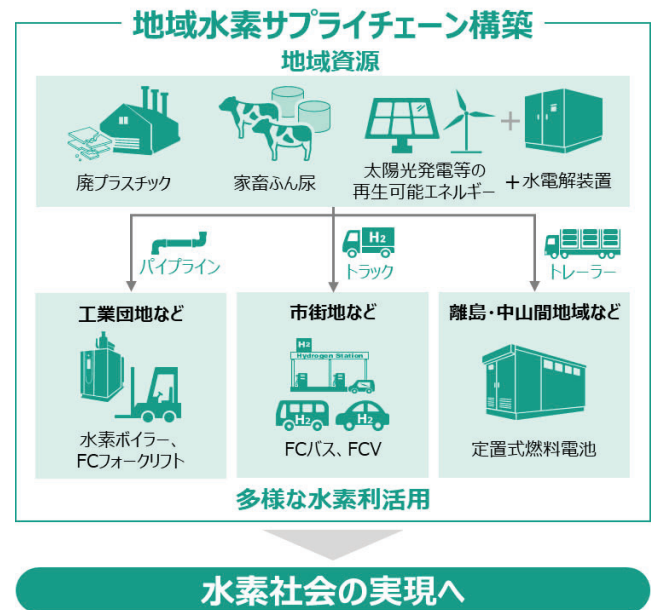 地域水素サプライチェーン構築
地域資源
廃プラスチック
家畜ふん尿
太陽光発電等の
再生可能エネルギー
+
＋水電解装置
パイプライン
H2
トラック
トレーラー
工業団地など
水素ボイラー、
FCフォークリフト
市街地など
H2
Hydrogen Station
H2
H2
FCバス、FCV
離島・中山間地域など
定置式燃料電池
多様な水素利活用
水素社会の実現へ